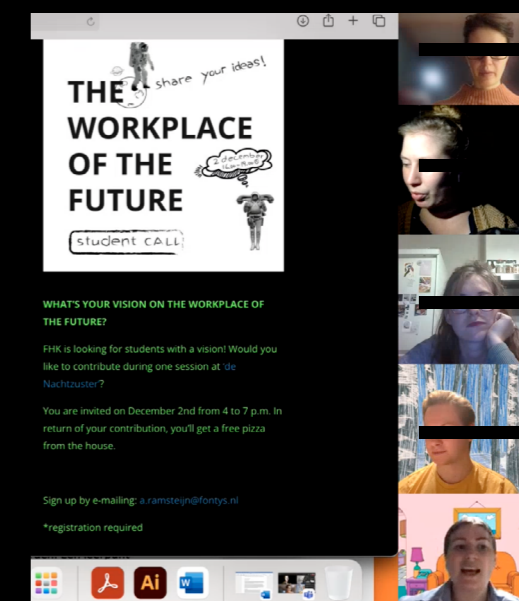 share your ideas!
THE
WORKPLACE
OF THE
FUTURE
2 december
student CALL
WHAT'S YOUR VISION ON THE WORKPLACE OF
THE FUTURE?
FHK is looking for students with a vision! Would you
like to contribute during one session at 'de
Nachtzuster'?
You are invited on December 2nd from 4 to 7 p.m. In
return of your contribution, you'll get a free pizza
from the house.
Sign up by e-mailing: a.ramsteijn@fontys.nl
*registration required
Ai
W